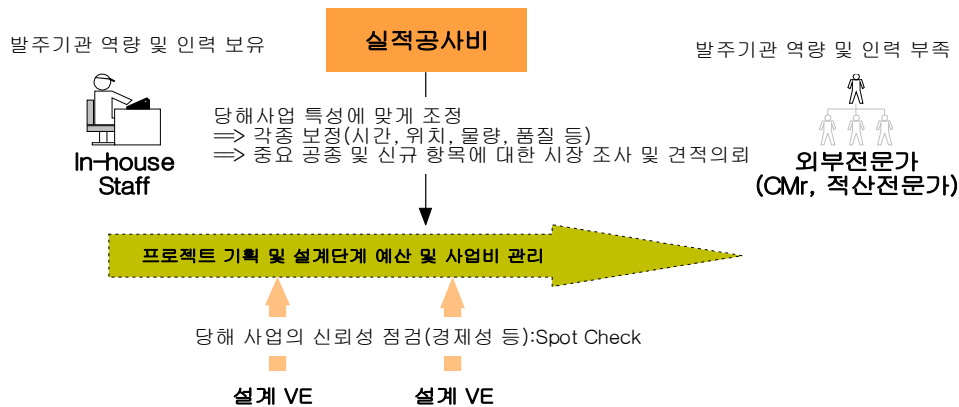 발주기관 역량 및 인력 보유
In-house
Staff
실적공사비
발주기관 역량 및 인력 부족
외부전문가
(CMr, 적산전문가)
당해사업 특성에 맞게 조정
=> 각종 보정(시간, 위치, 물량, 품질 등)
=> 중요 공종 및 신규 항목에 대한 시장 조사 및 견적의뢰
프로젝트 기획 및 설계단계 예산 및 사업비 관리
당해 사업의 신뢰성 점검(경제성 등):Spot Check
설계 VE
설계 VE